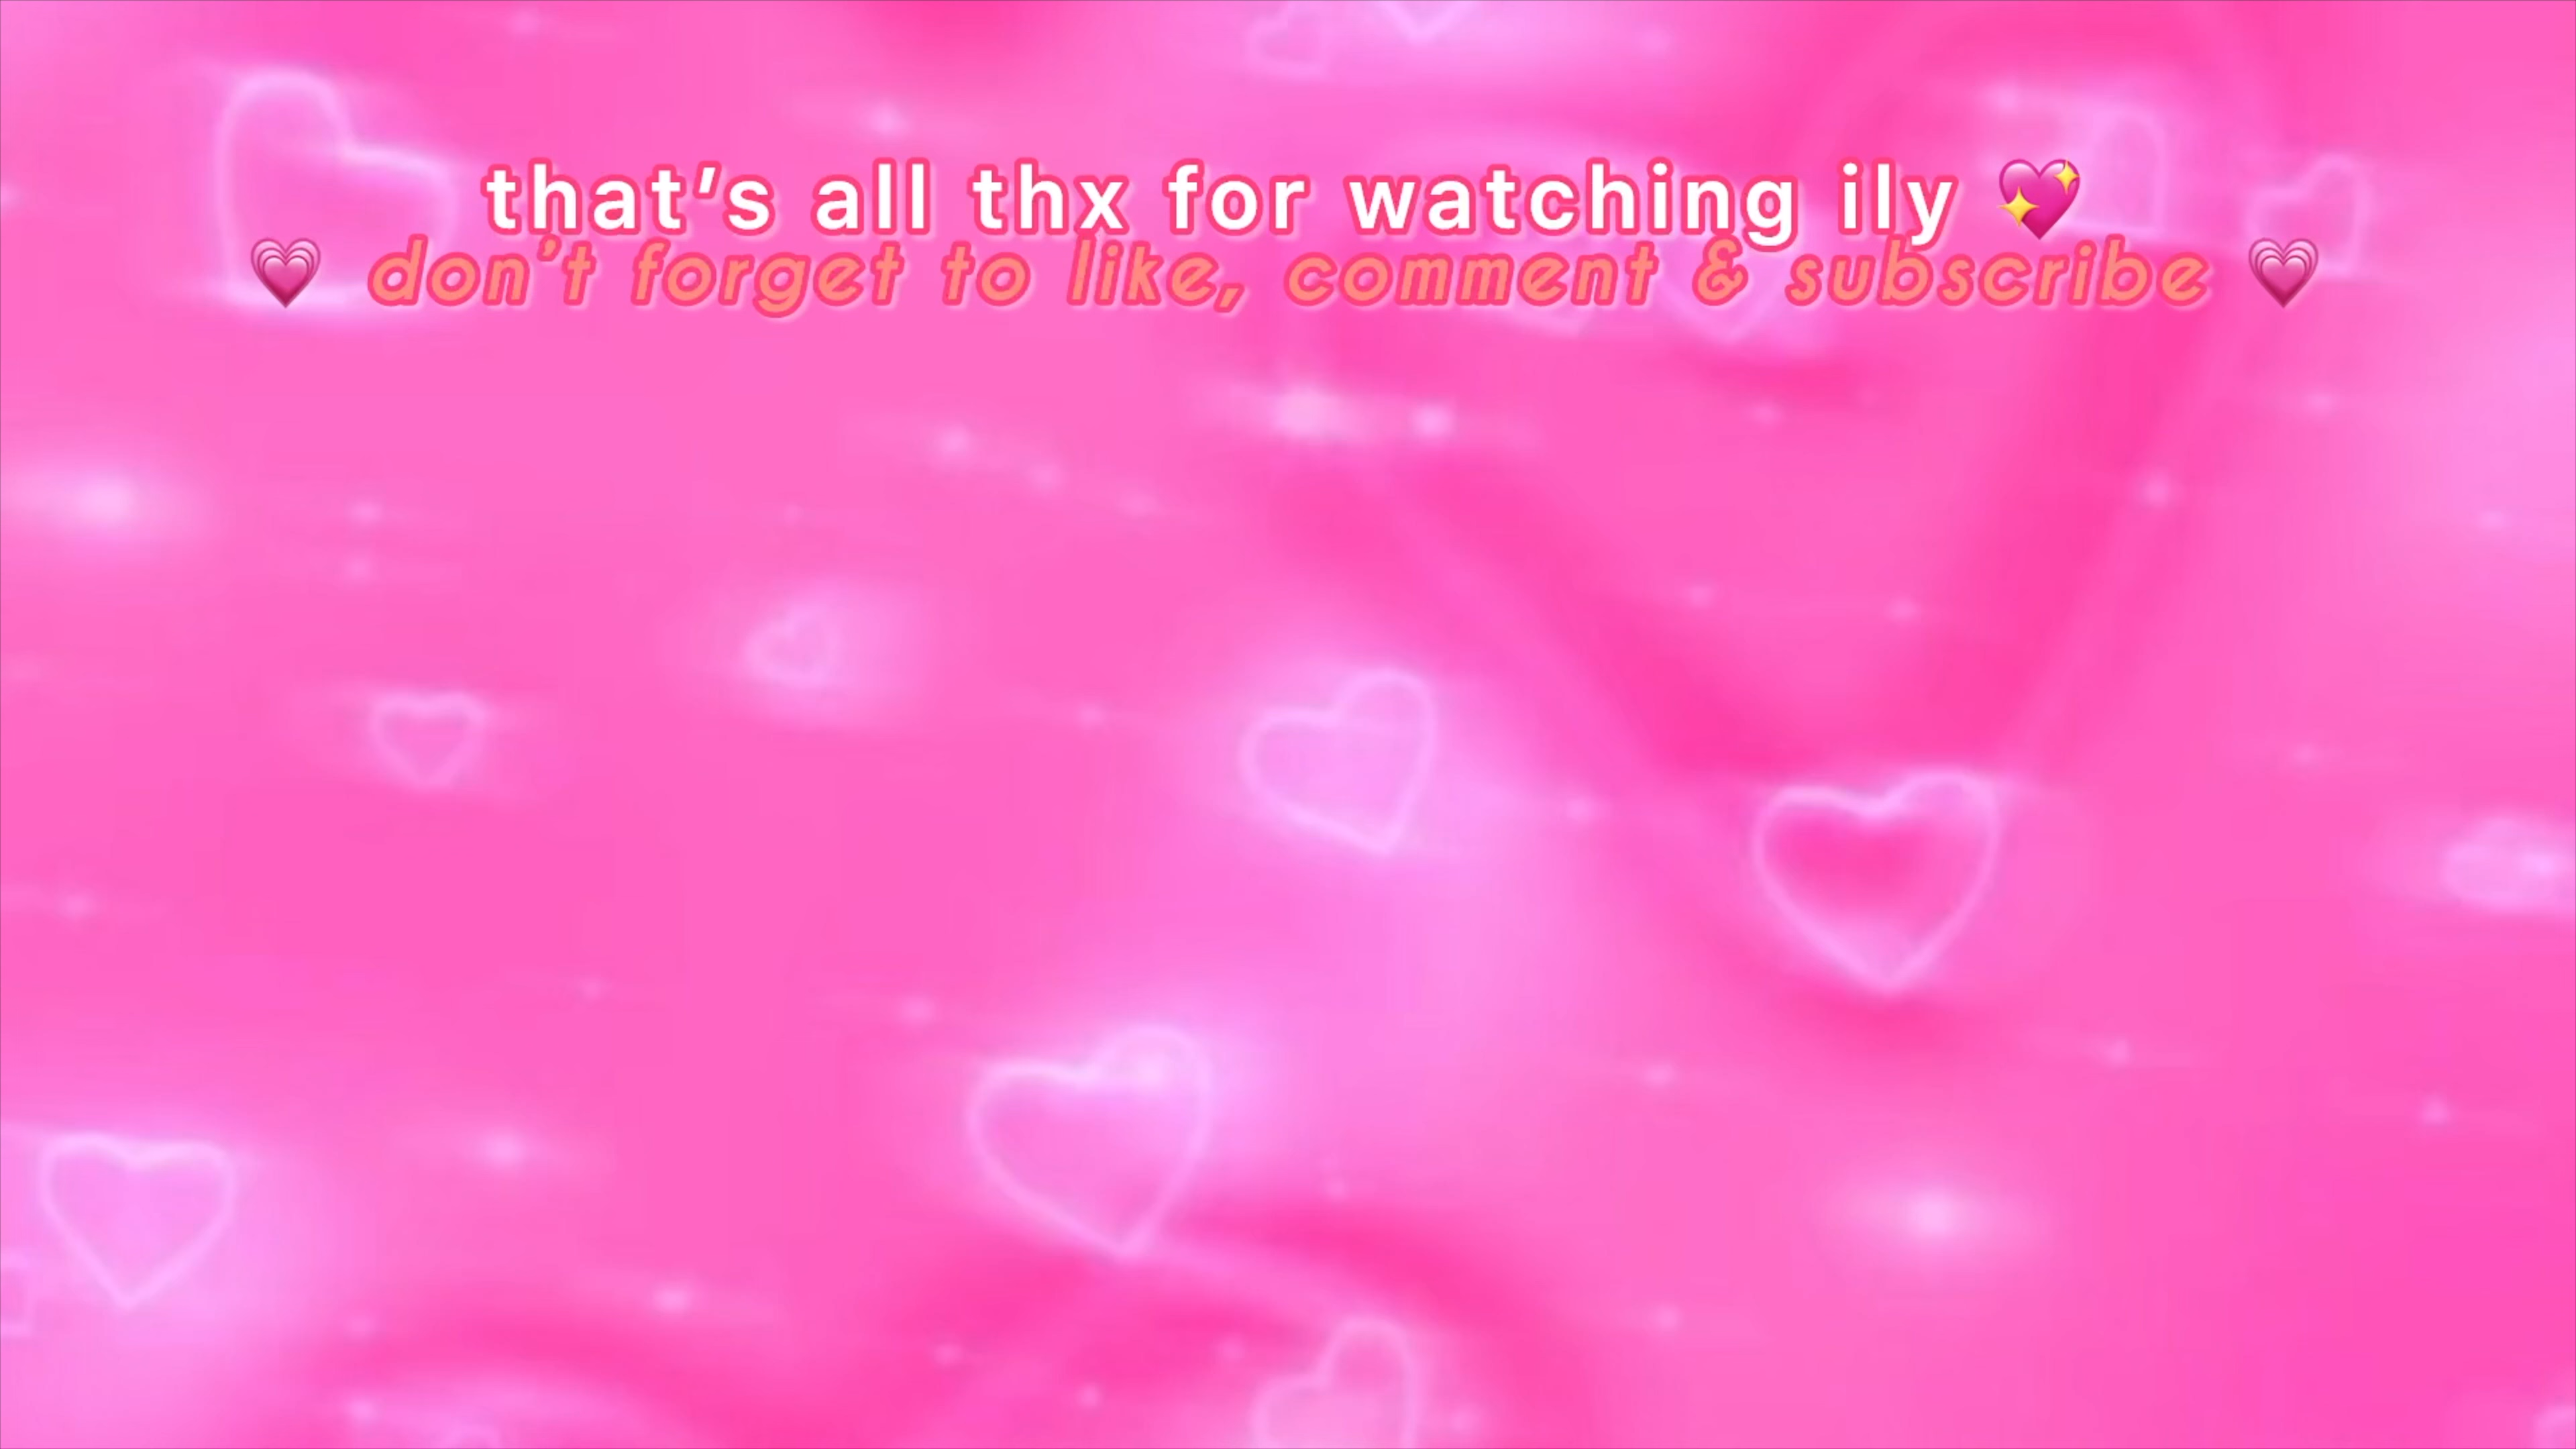 that’s all thx for watching ily 💖
💗 don’t forget to like, comment & subscribe 💗